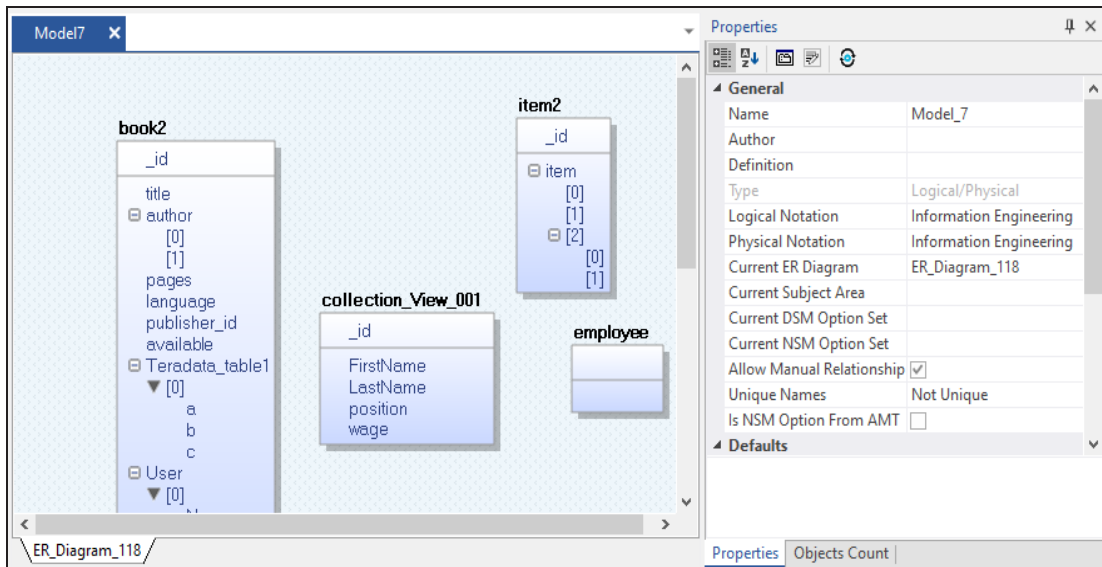 Model7
book2
_id
title
author
[0]
[1]
pages
language
publisher_id
available
Teradata_table1
[0]
a
b
c
User
[0]
collection_View_001
_id
FirstName
LastName
position
wage
item2
_id
item
[0]
[1]
[2]
[0]
[1]
employee
ER_Diagram_118
Properties
General
Name Model_7
Author
Definition
Type Logical/Physical
Logical Notation Information Engineering
Physical Notation Information Engineering
Current ER Diagram ER_Diagram_118
Current Subject Area
Current DSM Option Set
Current NSM Option Set
Allow Manual Relationship
Unique Names Not Unique
Is NSM Option From AMT
Defaults
Properties Objects Count